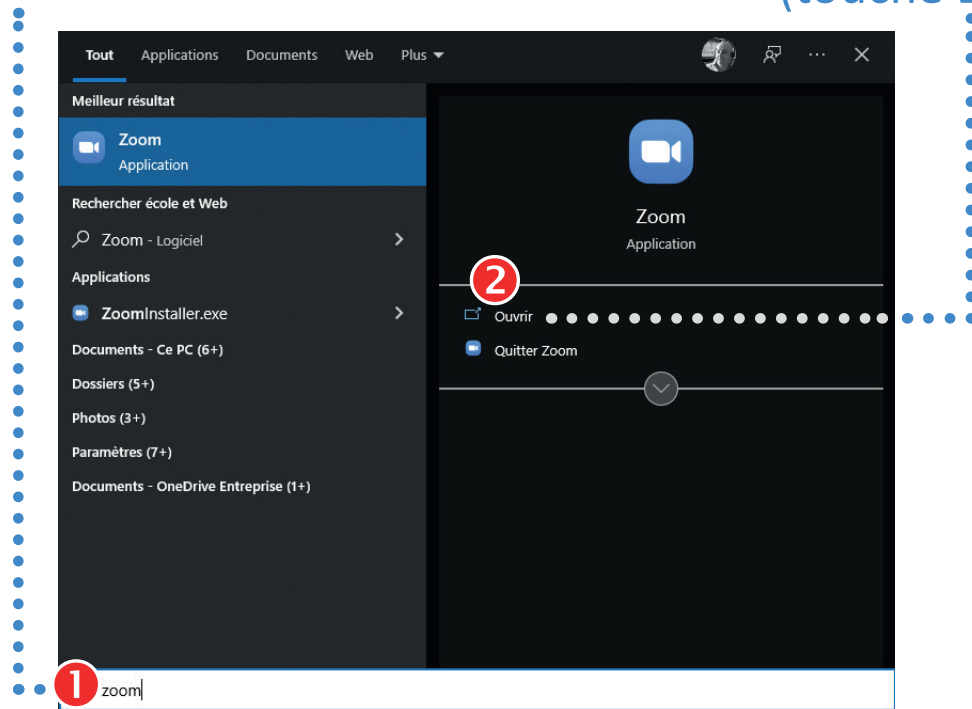 (touche
Tout Applications Documents Web Plus
Meilleur résultat
Zoom
Application
Rechercher école et Web
Zoom - Logiciel
Applications
ZoomInstaller.exe
Documents - Ce PC (6+)
Dossiers (5+)
Photos (3+)
Paramètres (7+)
Documents - OneDrive Entreprise (1+)
Zoom
Application
2
Ouvrir
Quitter Zoom
1 zoom